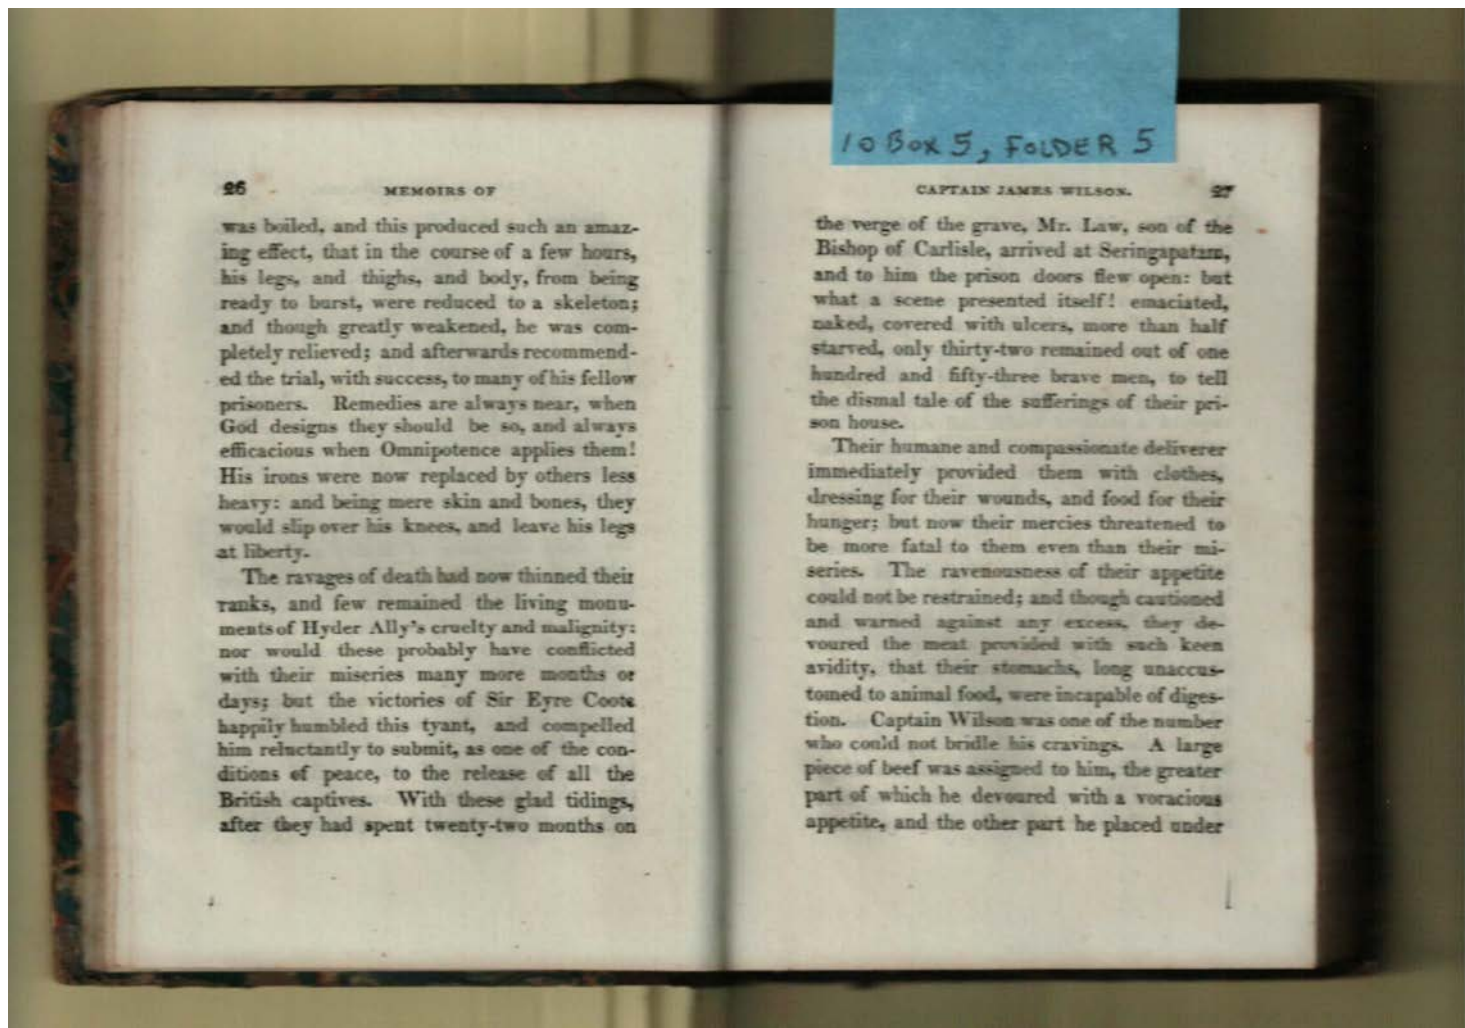 26
MEMOIRS OF
was boiled, and this produced such an amaz-
ing effect, that in the course of a few hours,
his legs, and thighs, and body, from being
ready to burst, were reduced to a skeleton;
and though greatly weakened, he was com-
pletely relieved; and afterwards recommend-
ed the trial, with success, to many of his fellow
prisoners. Remedies are always near, when
God designs they should be so, and always
efficacious when Omnipotence applies them!
His irons were now replaced by others less
heavy: and being mere skin and bones, they
would slip over his knees, and leave his legs
at liberty.
The ravages of death had now thinned their
ranks, and few remained the living monu-
ments of Hyder Ally's cruelty and malignity:
nor would these probably have conflicted
with their miseries many more months or
days; but the victories of Sir Eyre Coote
happily humbled this tyant, and compelled
him reluctantly to submit, as one of the con-
ditions of peace, to the release of all the
British captives. With these glad tidings,
after they had spent twenty-two months on
10 Box 5, FOLDER 5
CAPTAIN JAMES WILSON.
27
the verge of the grave, Mr. Law, son of the
Bishop of Carlisle, arrived at Seringapatam,
and to him the prison doors flew open: but
what a scene presented itself! emaciated,
naked, covered with ulcers, more than half
starved, only thirty-two remained out of one
hundred and fifty-three brave men, to tell
the dismal tale of the sufferings of their pri-
son house.
Their humane and compassionate deliverer
immediately provided them with clothes,
dressing for their wounds, and food for their
hunger; but now their mercies threatened to
be more fatal to them even than their mi-
series. The ravenousness of their appetite
could not be restrained; and though cautioned
and warned against any excess, they de-
voured the meat provided with such keen
avidity, that their stomachs, long unaccus-
tomed to animal food, were incapable of diges-
tion. Captain Wilson was one of the number
who could not bridle his cravings. A large
piece of beef was assigned to him, the greater
part of which he devoured with a voracious
appetite, and the other part he placed under